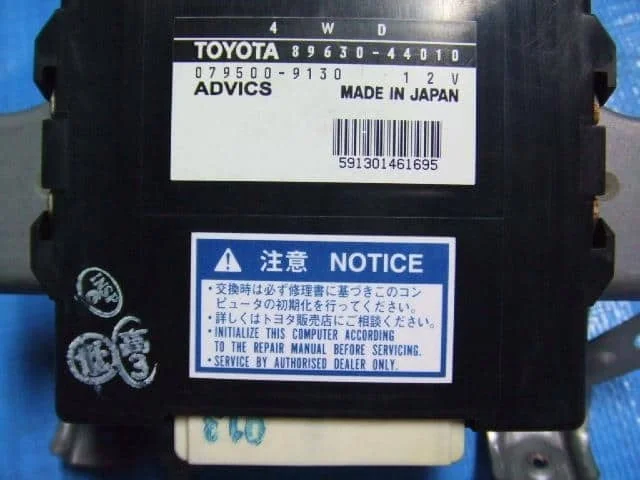 4WD
TOYOTA 89630-44010
079500-9130 12V
ADVICS MADE IN JAPAN
591301461695
注意 NOTICE
・交換時は必ず修理書に基づきこのコン
ピュータの初期化を行ってください。
・詳しくはトヨタ販売店にご相談ください。
・INITIALIZE THIS COMPUTER ACCORDING
TO THE REPAIR MANUAL BEFORE SERVICING.
・SERVICE BY AUTHORISED DEALER ONLY.
INSP